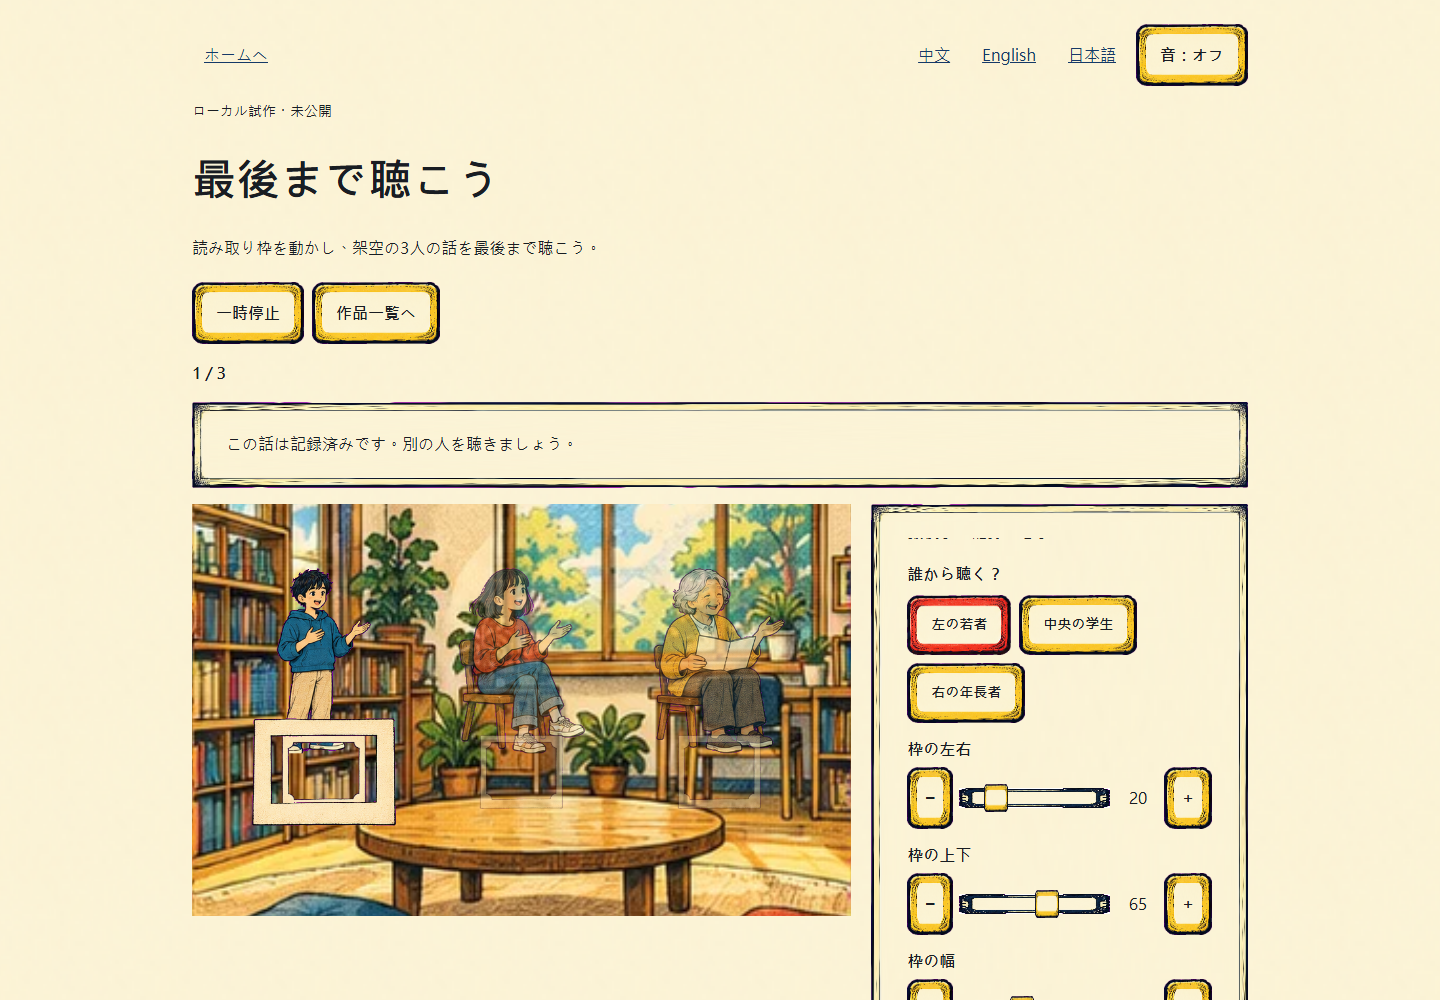 ホームへ
中文 English 日本語 音：オフ
ローカル試作・未公開
最後まで聴こう
読み取り枠を動かし、架空の3人の話を最後まで聴こう。
一時停止 作品一覧へ
1 / 3
この話は記録済みです。別の人を聴きましょう。
誰から聴く？
左の若者 中央の学生
右の年長者
枠の左右
− 20 +
枠の上下
− 65 +
枠の幅